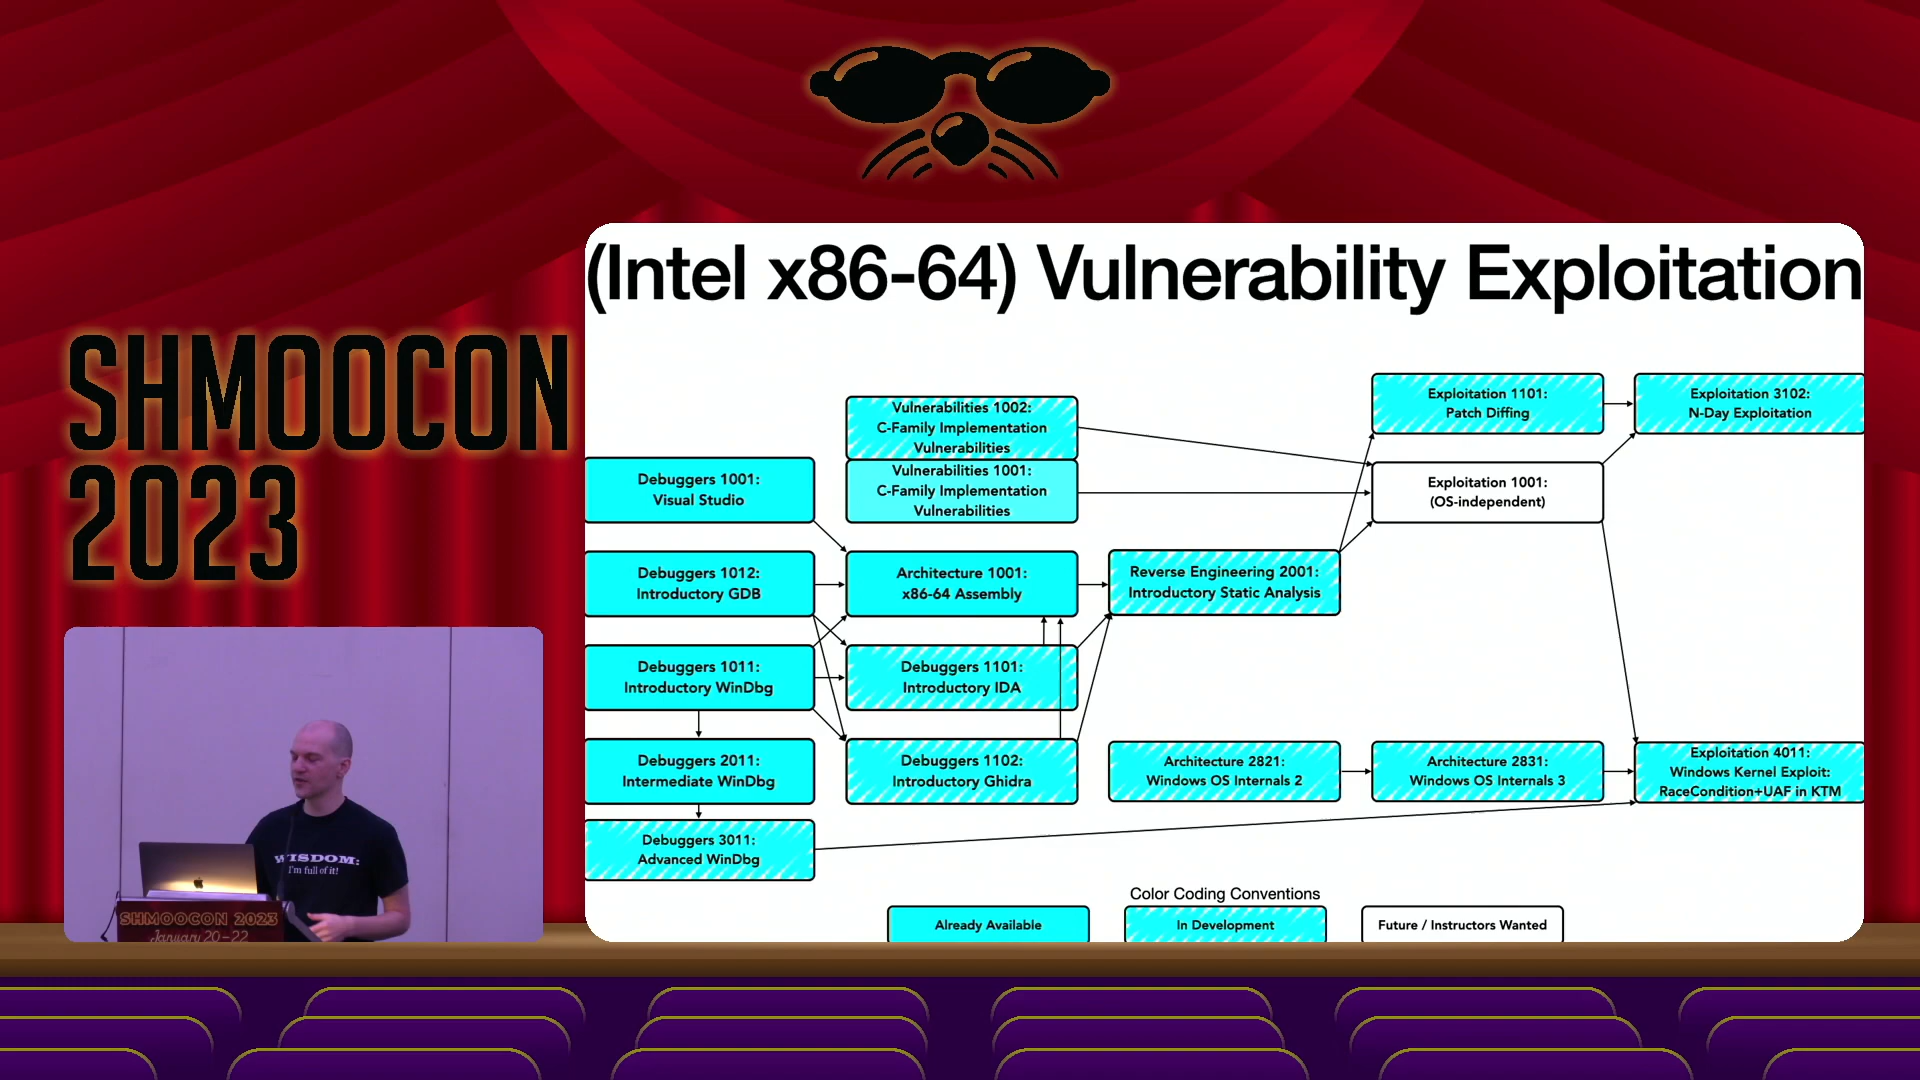 SHMOOCON
2023
(Intel x86-64) Vulnerability Exploitation
Vulnerabilities 1002:
C-Family Implementation
Vulnerabilities
Vulnerabilities 1001:
C-Family Implementation
Vulnerabilities
Exploitation 1101:
Patch Diffing
Exploitation 3102:
N-Day Exploitation
Debuggers 1001:
Visual Studio
Exploitation 1001:
(OS-independent)
Debuggers 1012:
Introductory GDB
Architecture 1001:
x86-64 Assembly
Reverse Engineering 2001:
Introductory Static Analysis
Debuggers 1011:
Introductory WinDbg
Debuggers 1101:
Introductory IDA
Debuggers 2011:
Intermediate WinDbg
Debuggers 1102:
Introductory Ghidra
Architecture 2821:
Windows OS Internals 2
Architecture 2831:
Windows OS Internals 3
Exploitation 4011:
Windows Kernel Exploit:
RaceCondition+UAF in KTM
Debuggers 3011:
Advanced WinDbg
Color Coding Conventions
Already Available
In Development
Future / Instructors Wanted
WISDOM:
I'm full of it!
SHMOOCON 2023
January 20-22